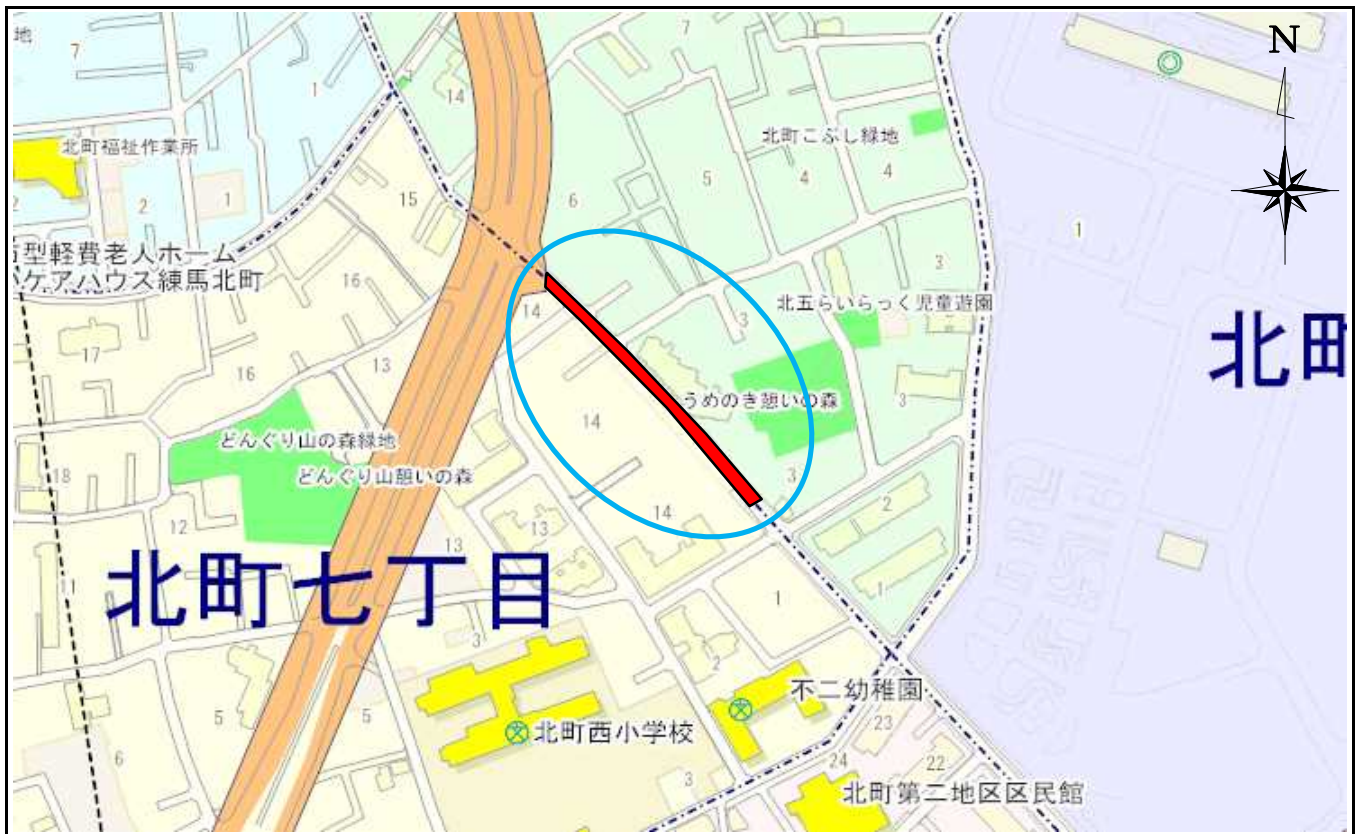 N
地
7
7
1
14
北町こぶし緑地
北町福祉作業所
2
2
1
15
6
5
4
4
1
型軽費老人ホーム
ケアハウス練馬北町
16
3
北五らいらっく児童遊園
14
3
北町
17
16
13
うめのき憩いの森
3
14
どんぐり山の森緑地
どんぐり山憩いの森
18
3
14
2
12
13
13
11
北町七丁目
1
1
3
2
不二幼稚園
5
5
北町西小学校
23
6
3
24
22
北町第二地区区民館